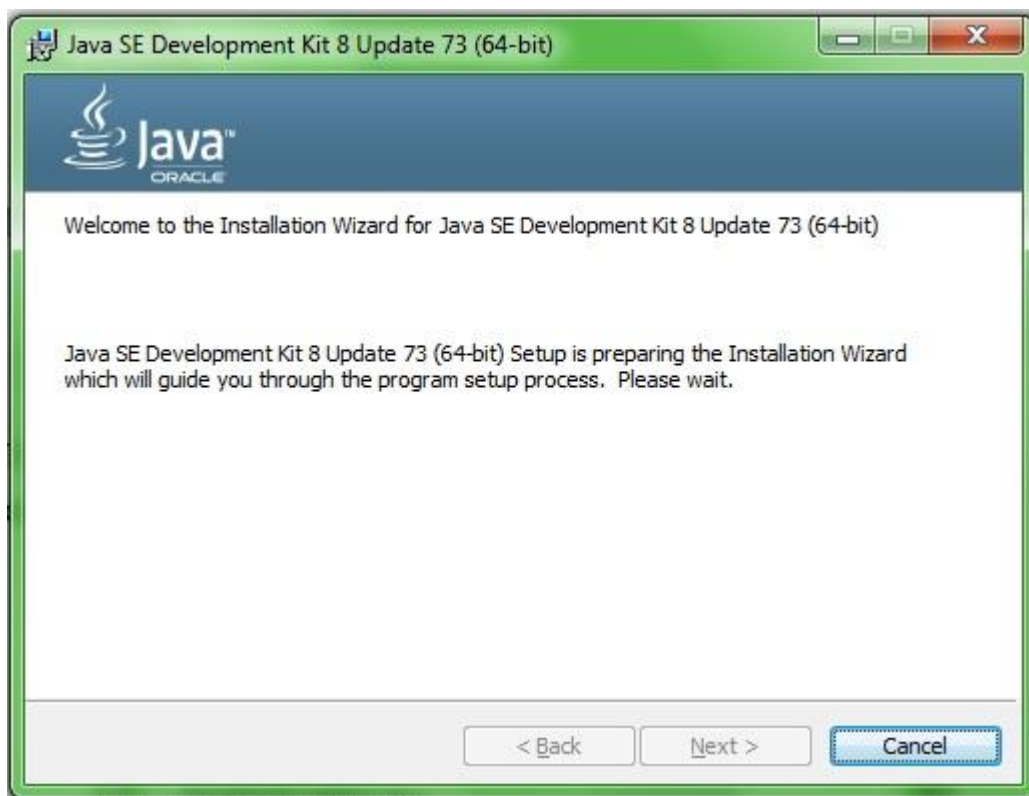 Java SE Development Kit 8 Update 73 (64-bit)
Java™
ORACLE
Welcome to the Installation Wizard for Java SE Development Kit 8 Update 73 (64-bit)
Java SE Development Kit 8 Update 73 (64-bit) Setup is preparing the Installation Wizard
which will guide you through the program setup process.  Please wait.
< Back
Next >
Cancel